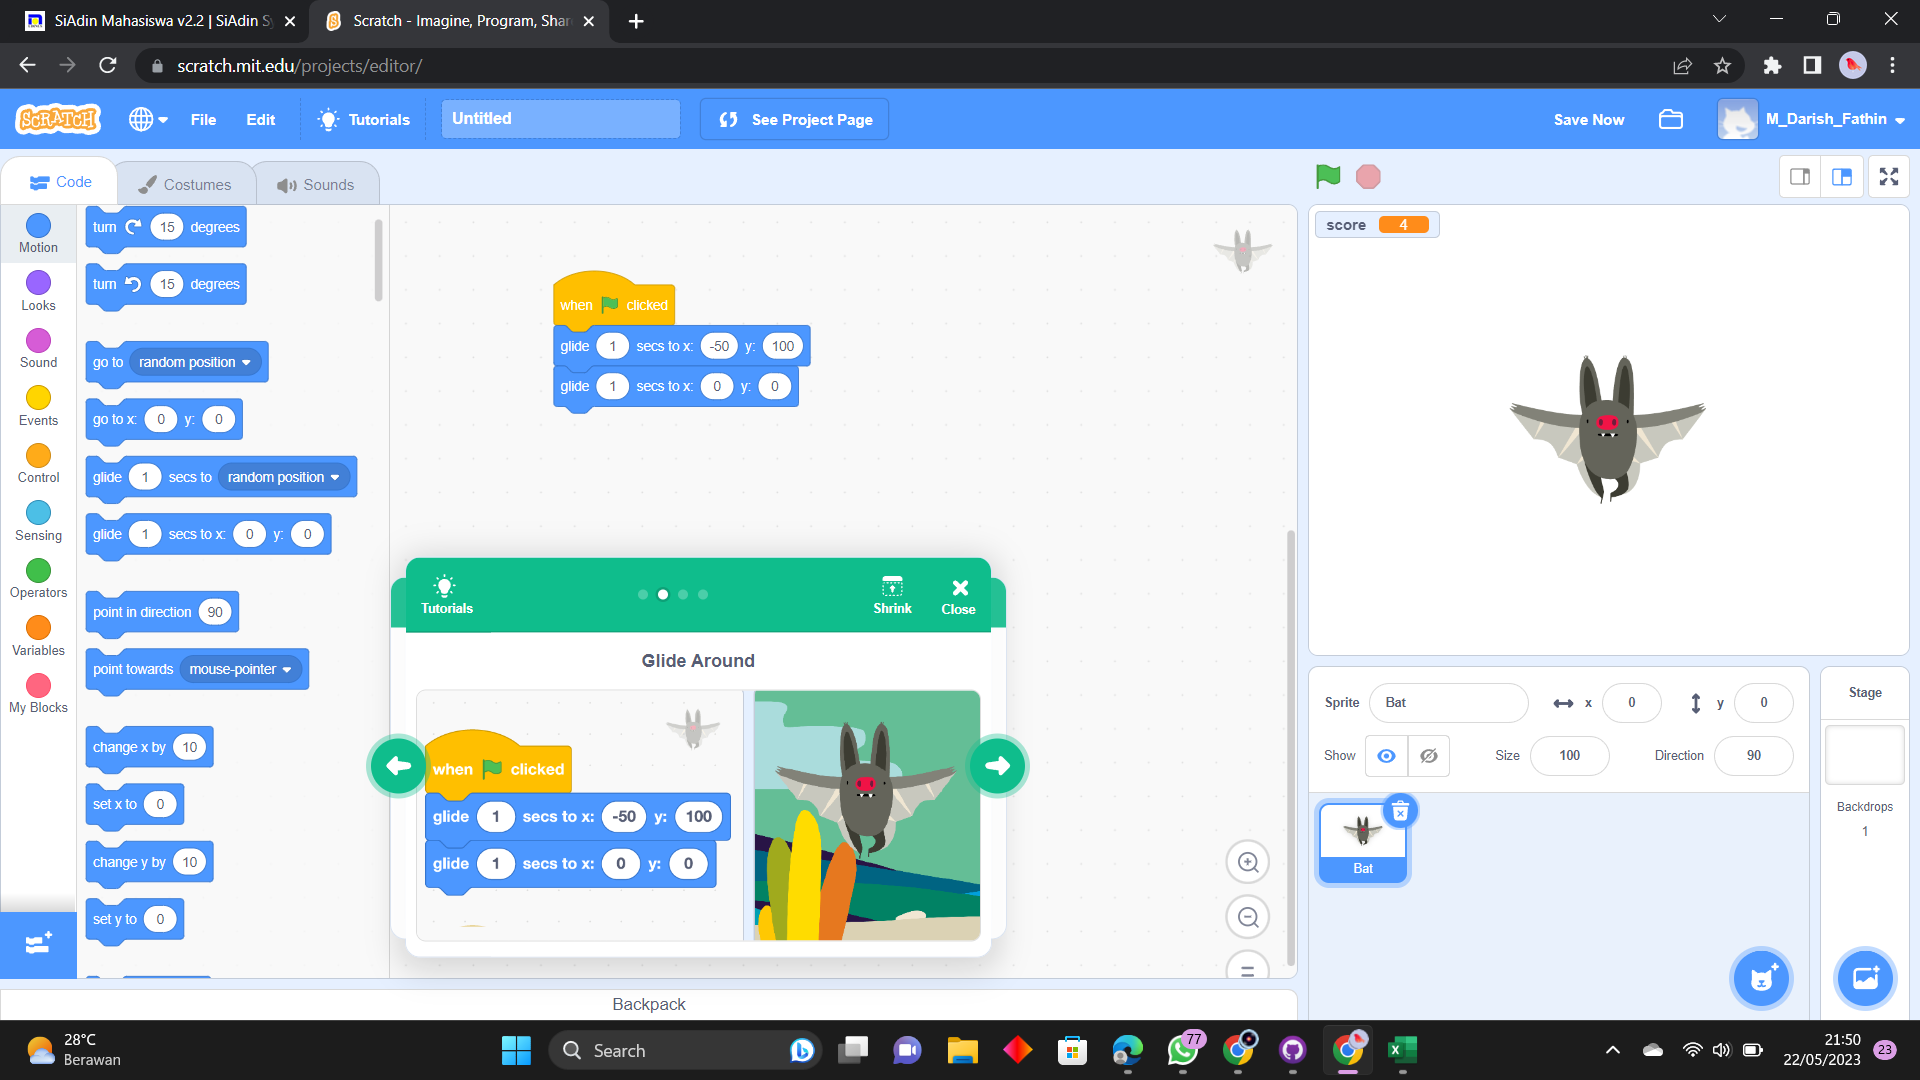 SiAdin Mahasiswa v2.2 | SiAdin S
Scratch - Imagine, Program, Shar
scratch.mit.edu/projects/editor/
SCRATCH
File
Edit
Tutorials
Untitled
See Project Page
Save Now
M_Darish_Fathin
Code
Costumes
Sounds
Motion
Looks
Sound
Events
Control
Sensing
Operators
Variables
My Blocks
turn 15 degrees
turn 15 degrees
go to random position
go to x: 0 y: 0
glide 1 secs to random position
glide 1 secs to x: 0 y: 0
point in direction 90
point towards mouse-pointer
change x by 10
set x to 0
change y by 10
set y to 0
when clicked
glide 1 secs to x: -50 y: 100
glide 1 secs to x: 0 y: 0
Tutorials
Shrink
Close
Glide Around
when clicked
glide 1 secs to x: -50 y: 100
glide 1 secs to x: 0 y: 0
Backpack
score 4
Sprite Bat x 0 y 0
Show Size 100 Direction 90
Bat
Stage
Backdrops
1
28°C
Berawan
Search
77
21:50
22/05/2023
23